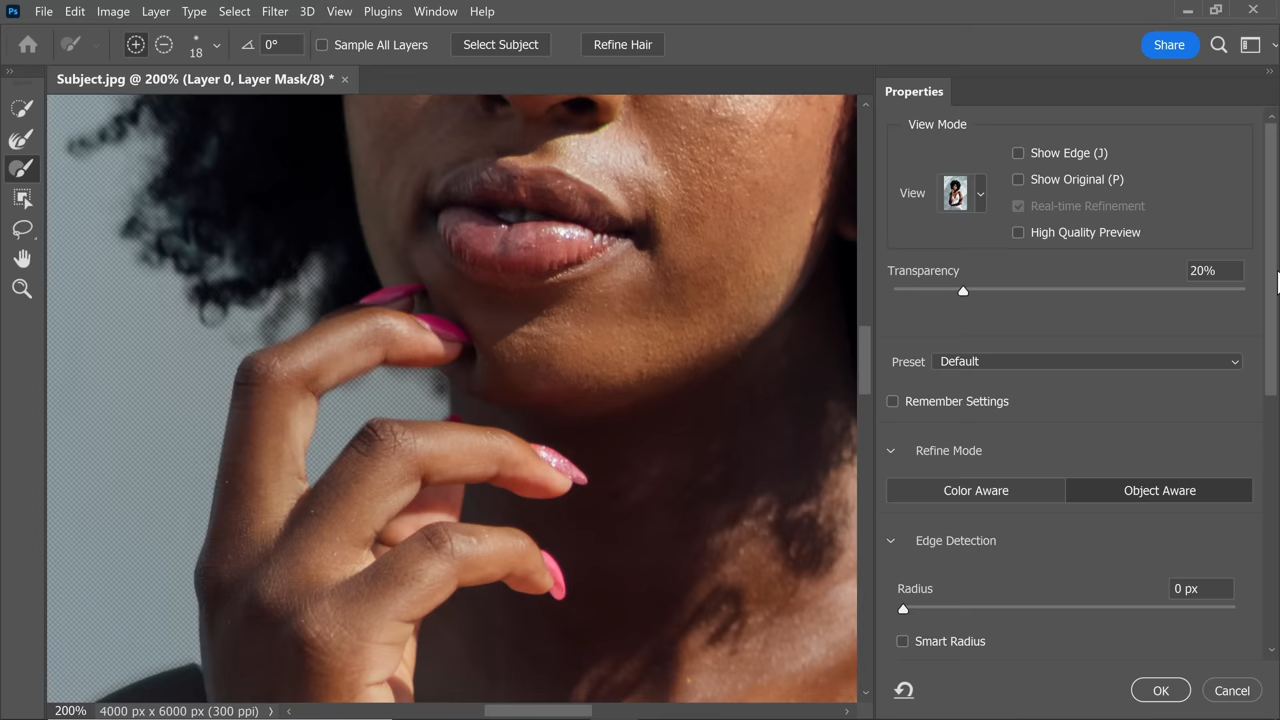 Ps File Edit Image Layer Type Select Filter 3D View Plugins Window Help
18 0° Sample All Layers Select Subject Refine Hair Share
Subject.jpg @ 200% (Layer 0, Layer Mask/8) * ×
Properties
View Mode
Show Edge (J)
Show Original (P)
View
Real-time Refinement
High Quality Preview
Transparency 20%
Preset Default
Remember Settings
Refine Mode
Color Aware Object Aware
Edge Detection
Radius 0 px
Smart Radius
OK Cancel
200% 4000 px x 6000 px (300 ppi)